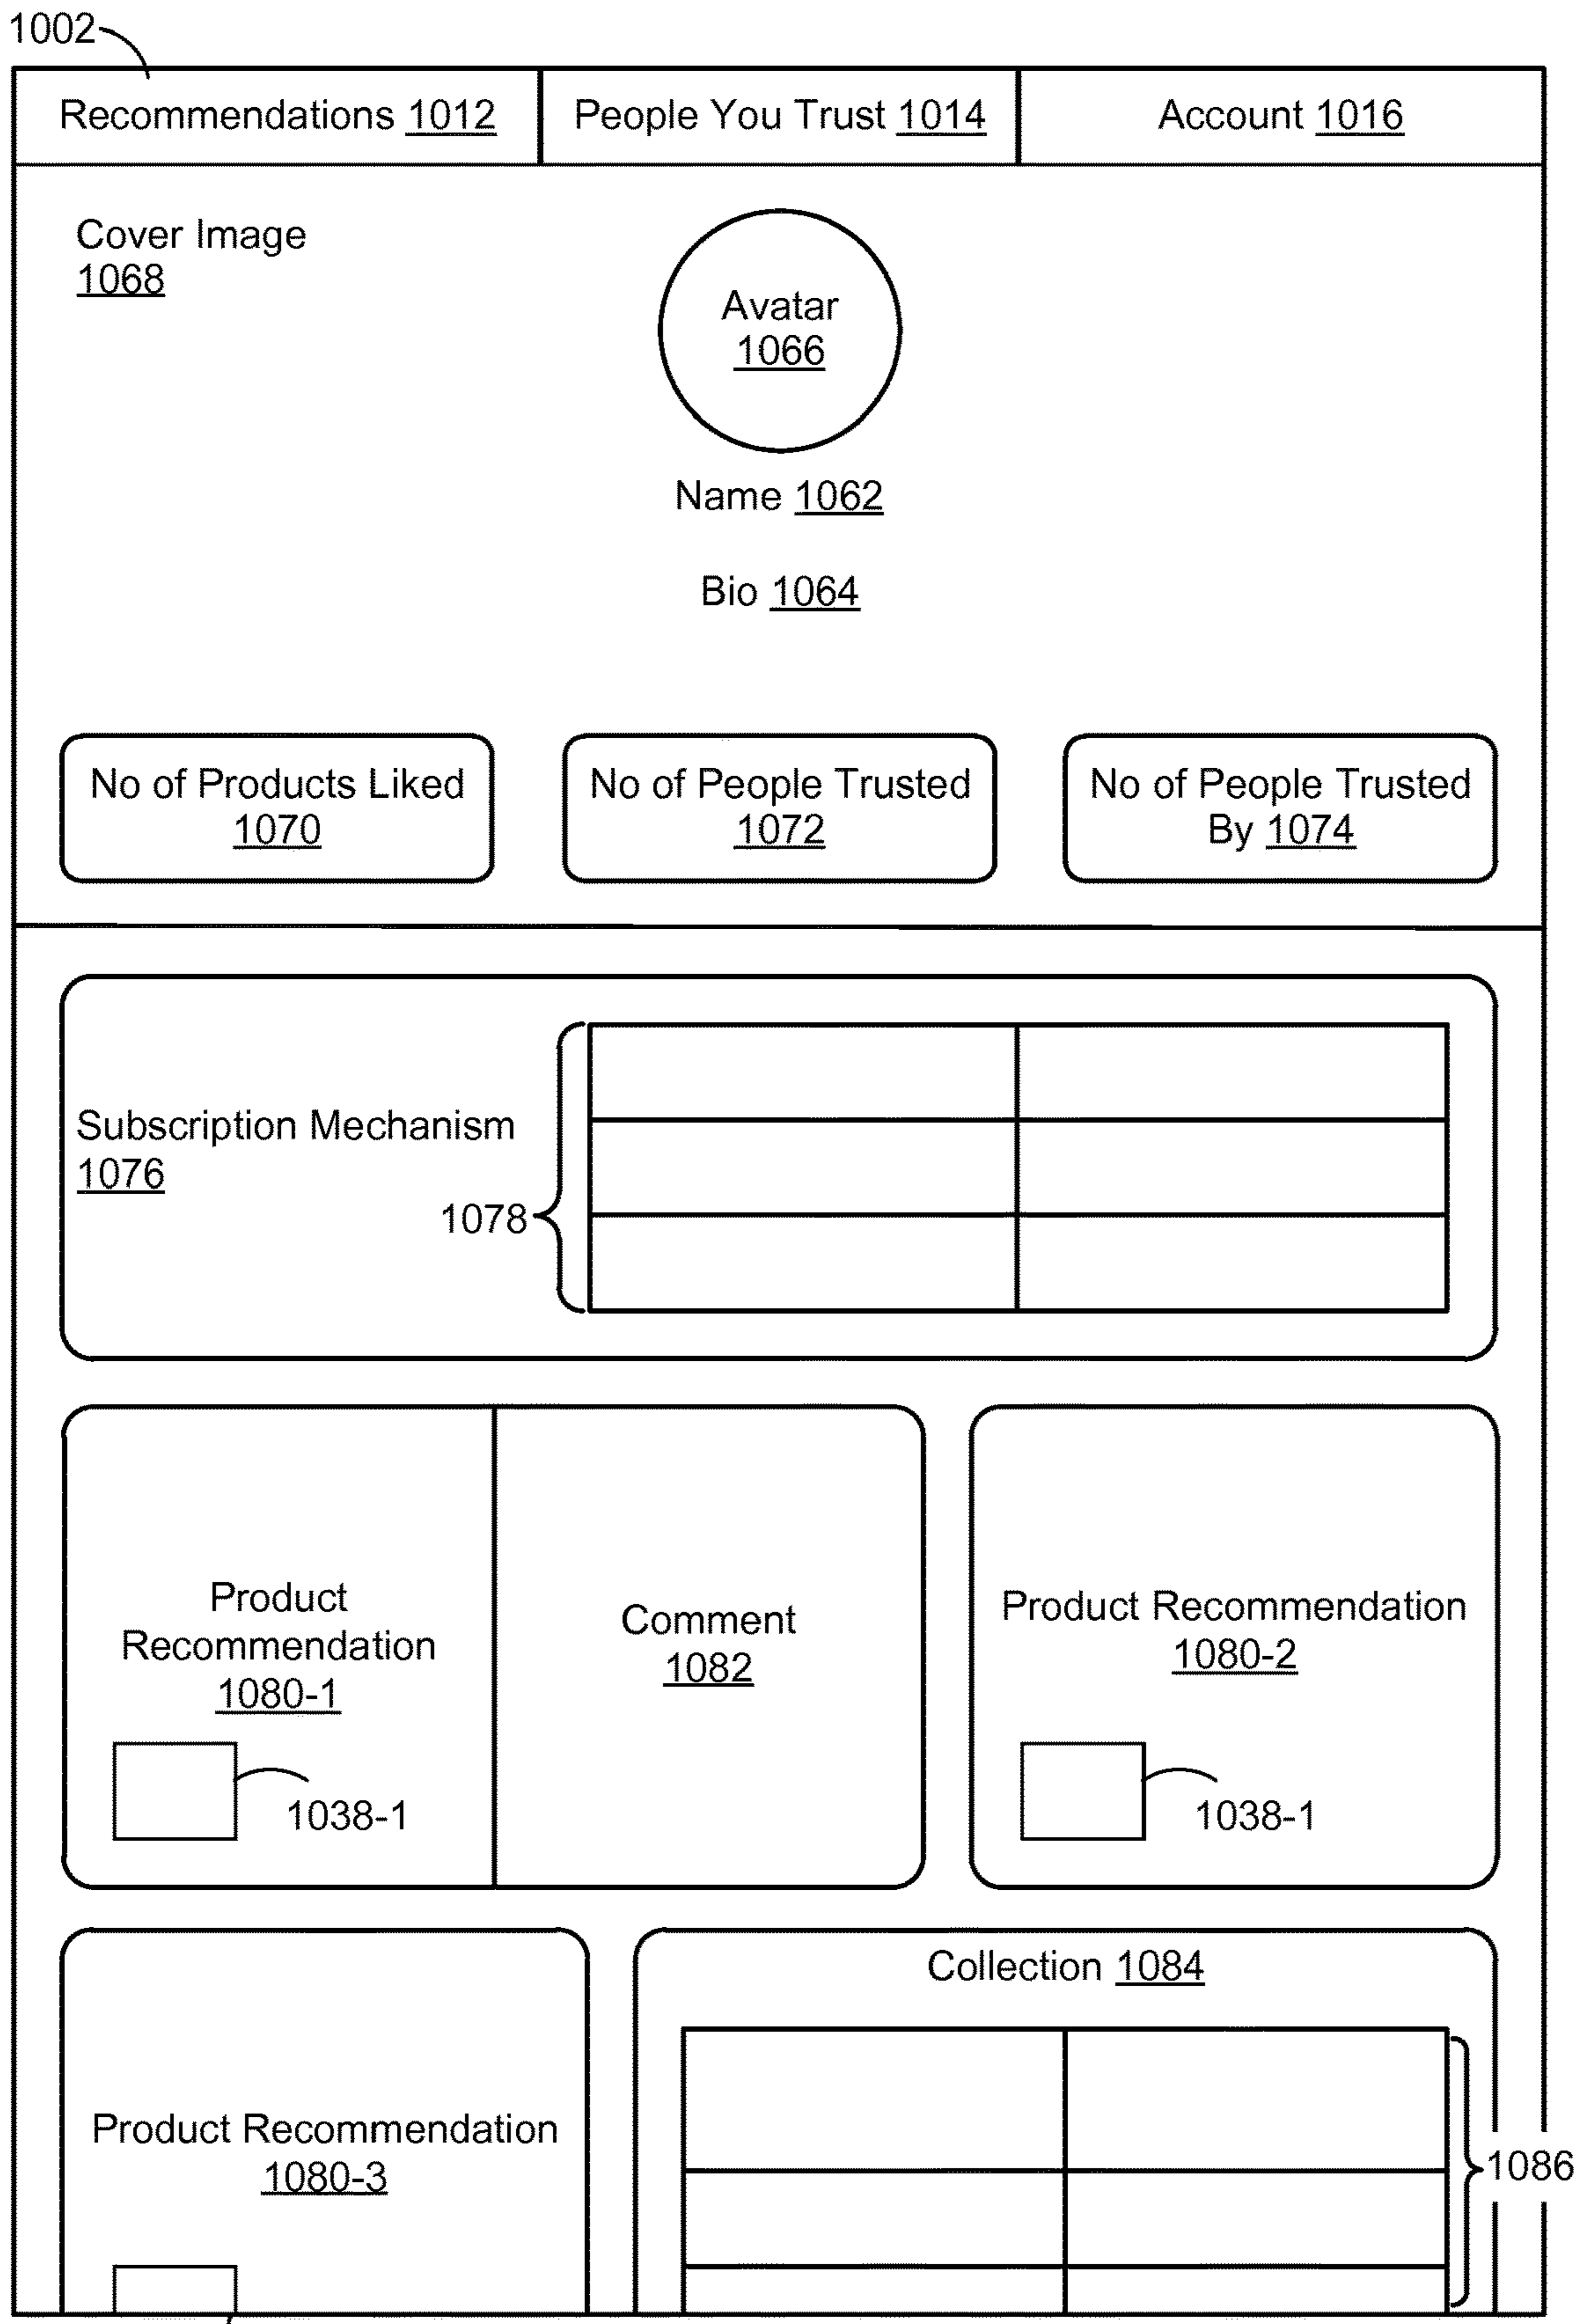 1002
Recommendations 1012
People You Trust 1014
Account 1016
Cover Image
1068
Avatar
1066
Name 1062
Bio 1064
No of Products Liked
1070
No of People Trusted
1072
No of People Trusted
By 1074
Subscription Mechanism
1076
1078
Product
Recommendation
1080-1
1038-1
Comment
1082
Product Recommendation
1080-2
1038-1
Product Recommendation
1080-3
Collection 1084
1086